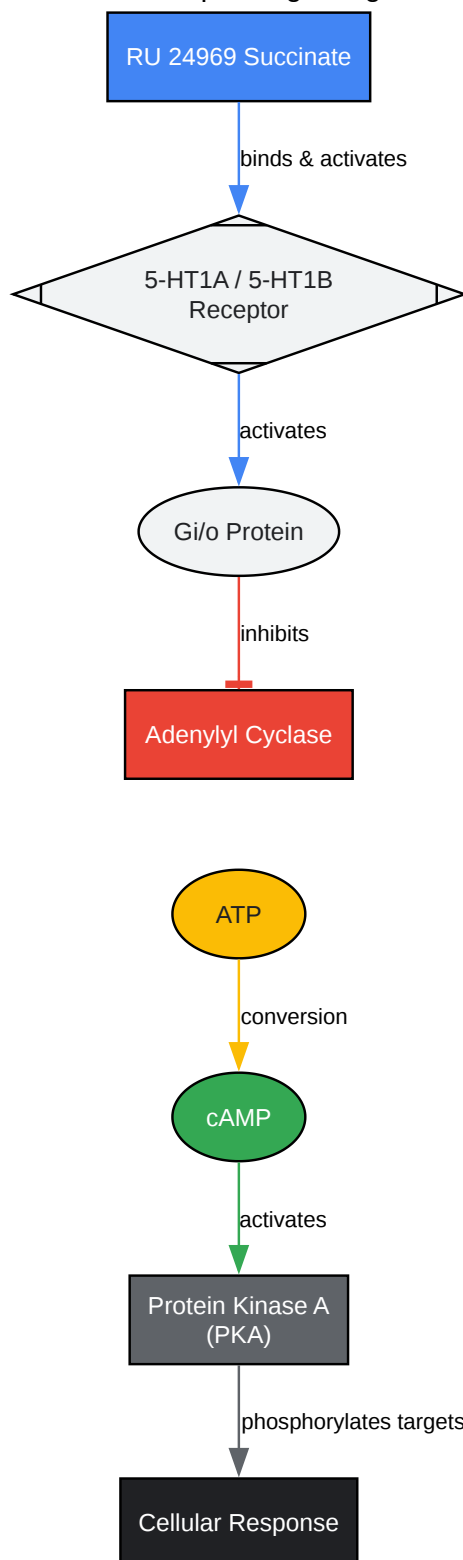 RU 24969 Succinate
binds & activates
5-HT1A / 5-HT1B
Receptor
activates
Gi/o Protein
inhibits
Adenylyl Cyclase
ATP
conversion
cAMP
activates
Protein Kinase A
(PKA)
phosphorylates targets
Cellular Response